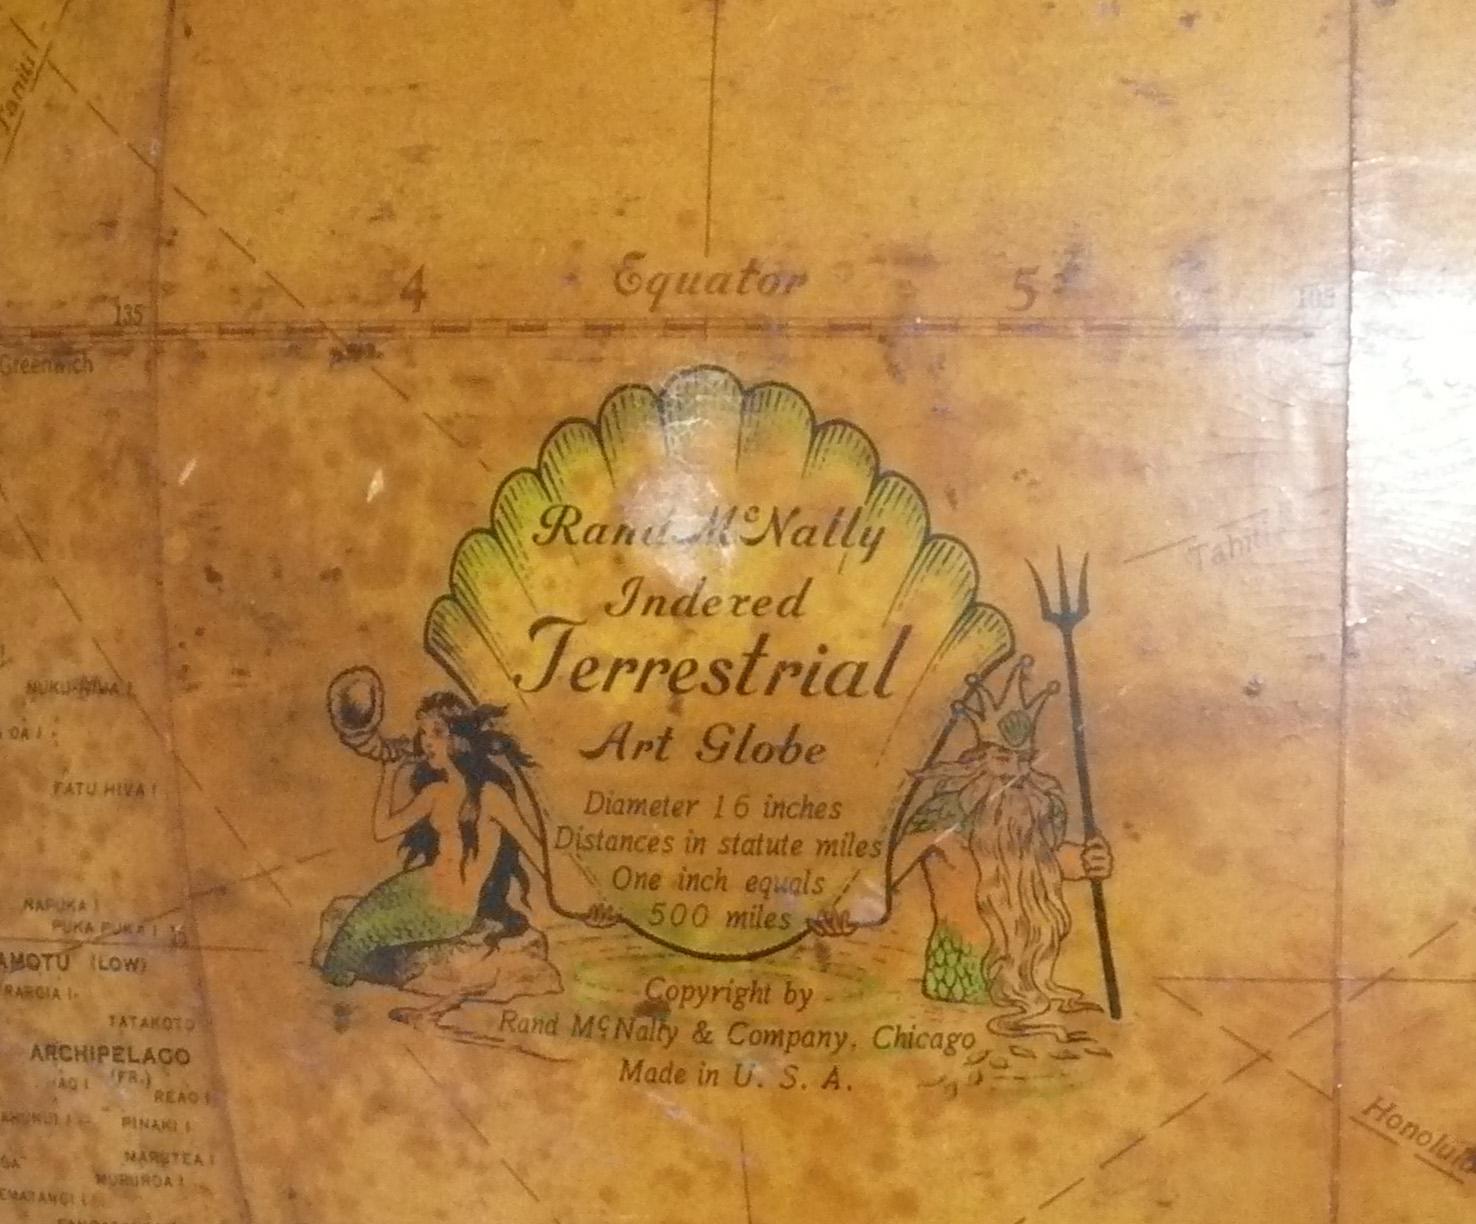 Tahiti
4 Equator 5
135
Greenwich
Rand McNally
Indexed
Terrestrial
Art Globe
Diameter 16 inches
Distances in statute miles
One inch equals
500 miles
Copyright by
Rand McNally & Company, Chicago
Made in U. S. A.
Tahiti
NUKU-HIVA I.
FATU HIVA I.
NAPUKA I.
PUKA PUKA I.
(LOW)
TATAKOTO
ARCHIPELAGO
(FR.)
REAO I.
PINAKI I.
MARUTEA I.
MURUROA I.
Honolulu